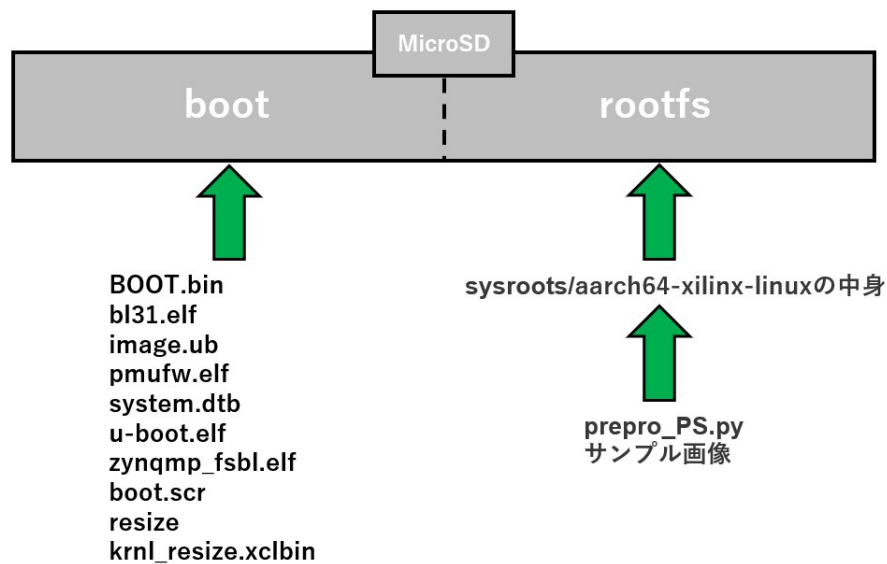 MicroSD
boot
rootfs
BOOT.bin
bl31.elf
image.ub
pmufw.elf
system.dtb
u-boot.elf
zynqmp_fsbl.elf
boot.scr
resize
krnl_resize.xclbin
sysroots/aarch64-xilinx-linuxの中身
prepro_PS.py
サンプル画像